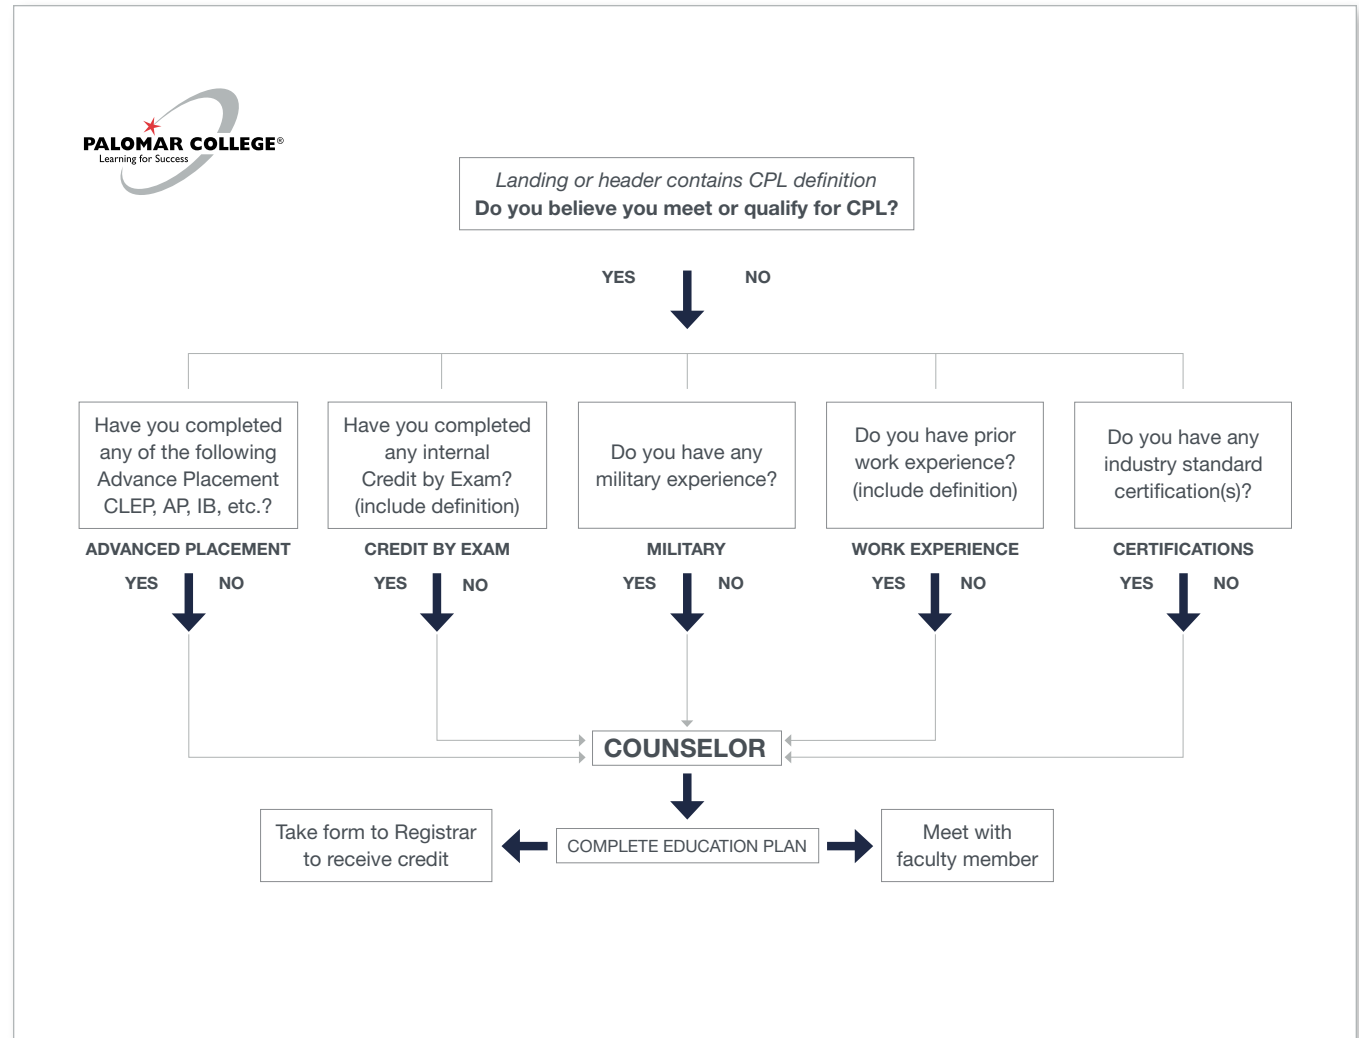 PALOMAR COLLEGE®
Learning for Success
Landing or header contains CPL definition
Do you believe you meet or qualify for CPL?
YES NO
Have you completed
any of the following
Advance Placement
CLEP, AP, IB, etc.?
ADVANCED PLACEMENT
YES NO
Have you completed
any internal
Credit by Exam?
(include definition)
CREDIT BY EXAM
YES NO
Do you have any
military experience?
MILITARY
YES NO
Do you have prior
work experience?
(include definition)
WORK EXPERIENCE
YES NO
Do you have any
industry standard
certification(s)?
CERTIFICATIONS
YES NO
COUNSELOR
Take form to Registrar
to receive credit
COMPLETE EDUCATION PLAN
Meet with
faculty member